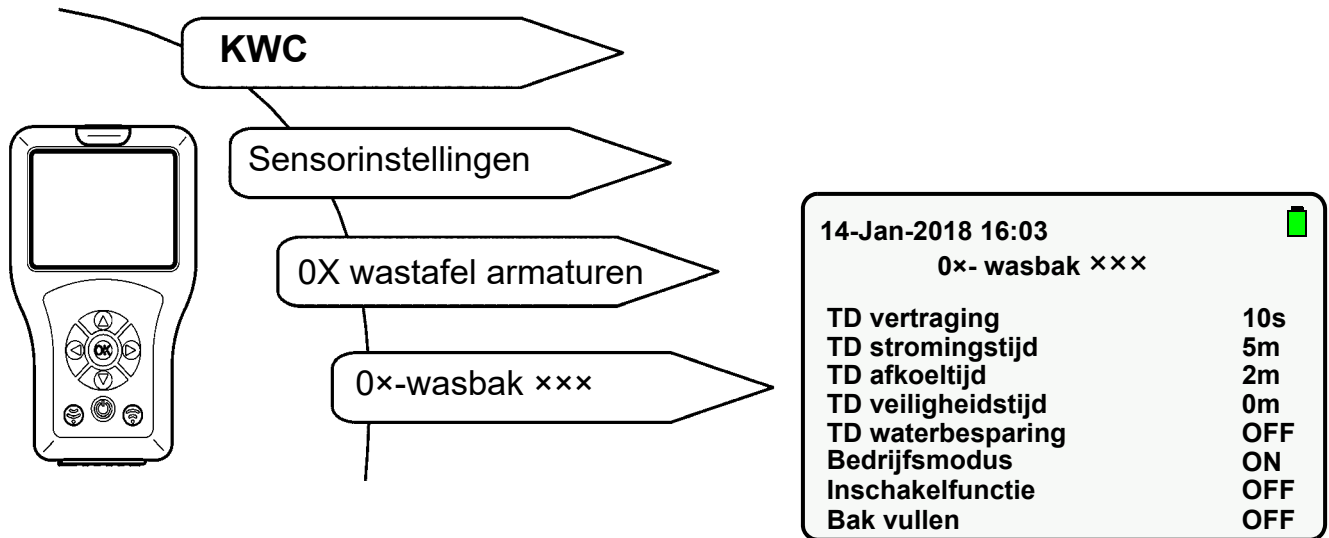 KWC
Sensorinstellingen
0X wastafel armaturen
0×-wasbak ×××
OK
14-Jan-2018 16:03
0×- wasbak ×××
TD vertraging 10s
TD stromingstijd 5m
TD afkoeltijd 2m
TD veiligheidstijd 0m
TD waterbesparing OFF
Bedrijfsmodus ON
Inschakelfunctie OFF
Bak vullen OFF